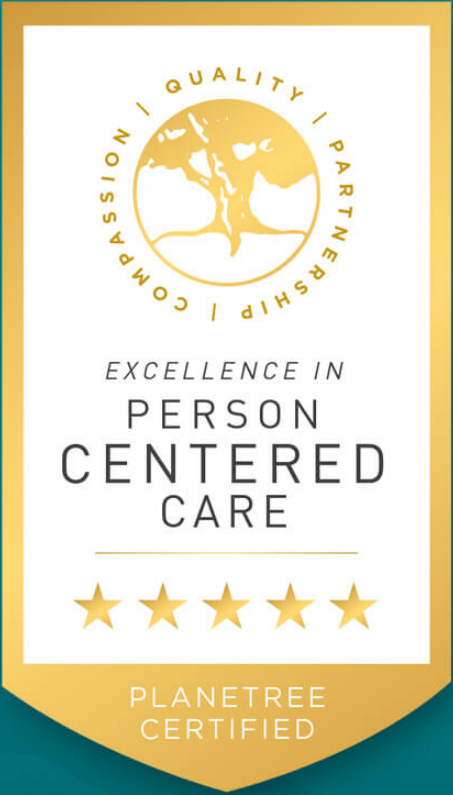 COMPASSION | QUALITY | PARTNERSHIP |
EXCELLENCE IN
PERSON
CENTERED
CARE
PLANETREE
CERTIFIED